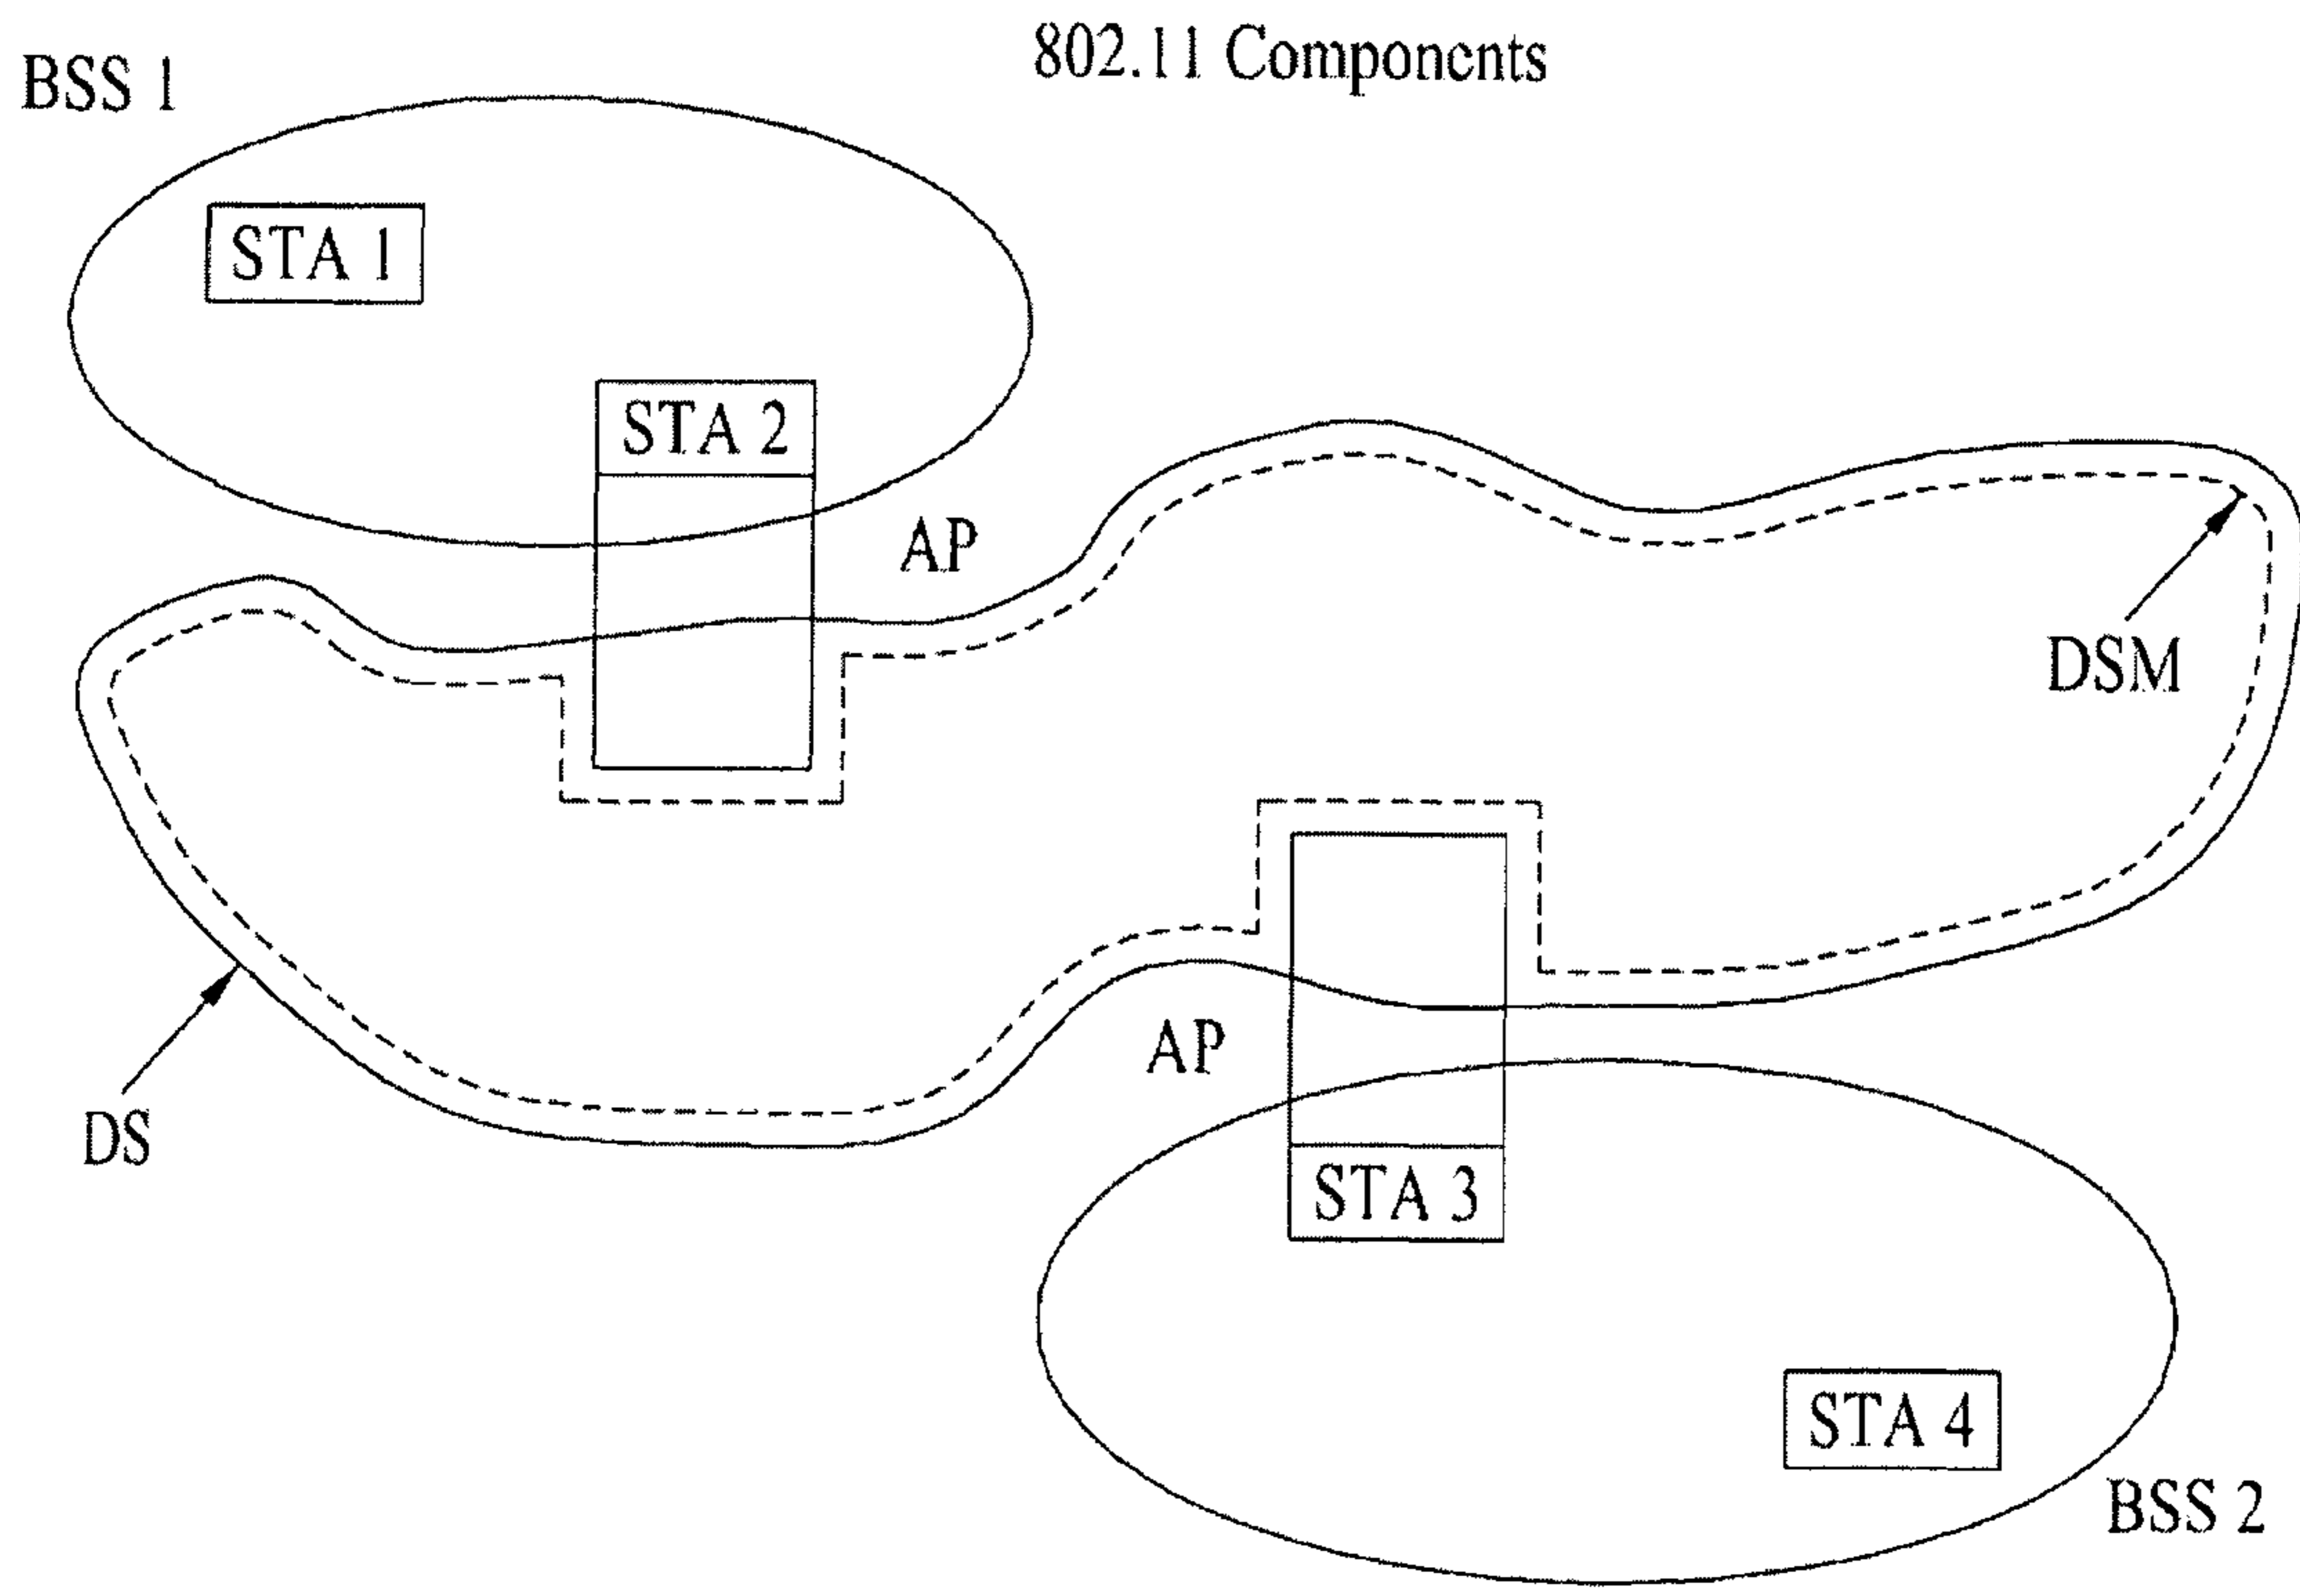 802.11 Components
BSS 1
STA 1
STA 2
AP
DSM
AP
DS
STA 3
STA 4
BSS 2